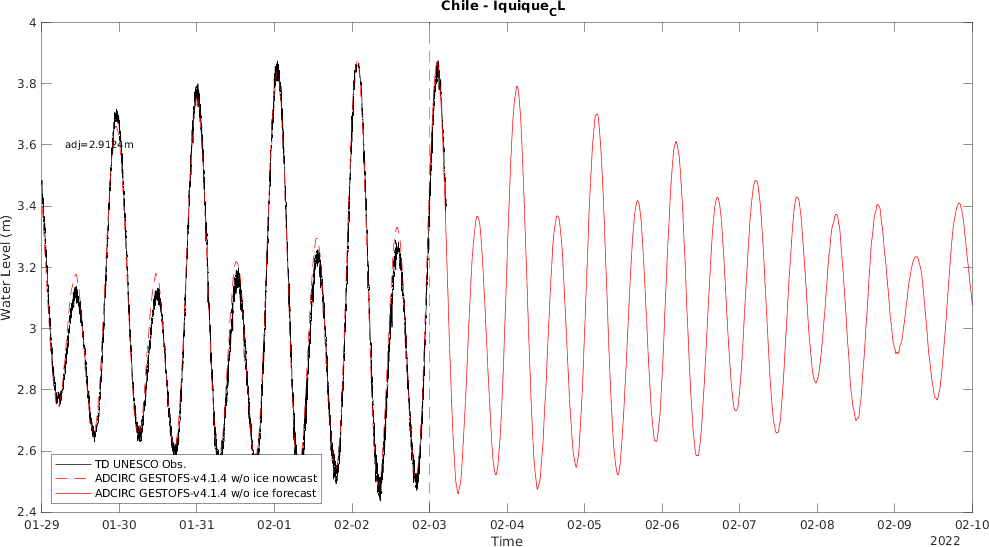 Chile - Iquique_CL
4
3.8
3.6
3.4
3.2
3
2.8
2.6
2.4
Water Level (m)
adj=2.9124m
TD UNESCO Obs.
ADCIRC GESTOFS-v4.1.4 w/o ice nowcast
ADCIRC GESTOFS-v4.1.4 w/o ice forecast
01-29 01-30 01-31 02-01 02-02 02-03 02-04 02-05 02-06 02-07 02-08 02-09 02-10
Time
2022